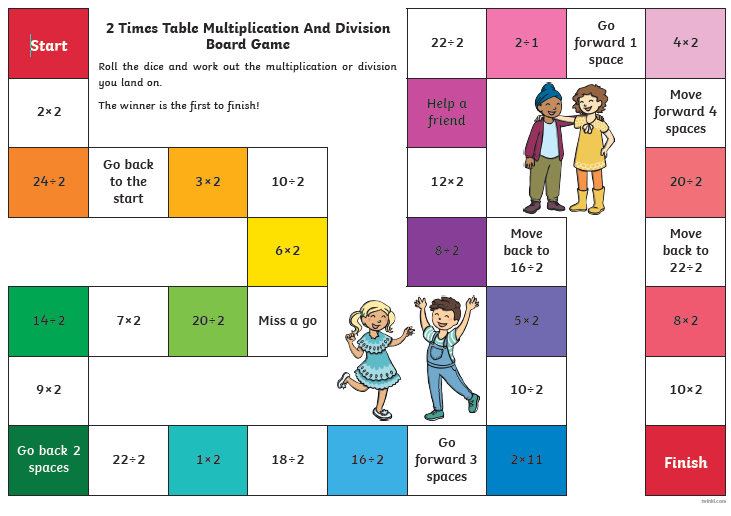 2 Times Table Multiplication And Division
Board Game
Roll the dice and work out the multiplication or division
you land on.
The winner is the first to finish!
Start
2×2
24÷2
Go back
to the
start
3×2
10÷2
6×2
Miss a go
20÷2
7×2
14÷2
9×2
Go back 2
spaces
22÷2
1×2
18÷2
16÷2
Go
forward 3
spaces
2×11
10÷2
5×2
Move
back to
16÷2
8÷2
12×2
Help a
friend
22÷2
2÷1
Go
forward 1
space
4×2
Move
forward 4
spaces
20÷2
Move
back to
22÷2
8×2
10×2
Finish
twinkl.com